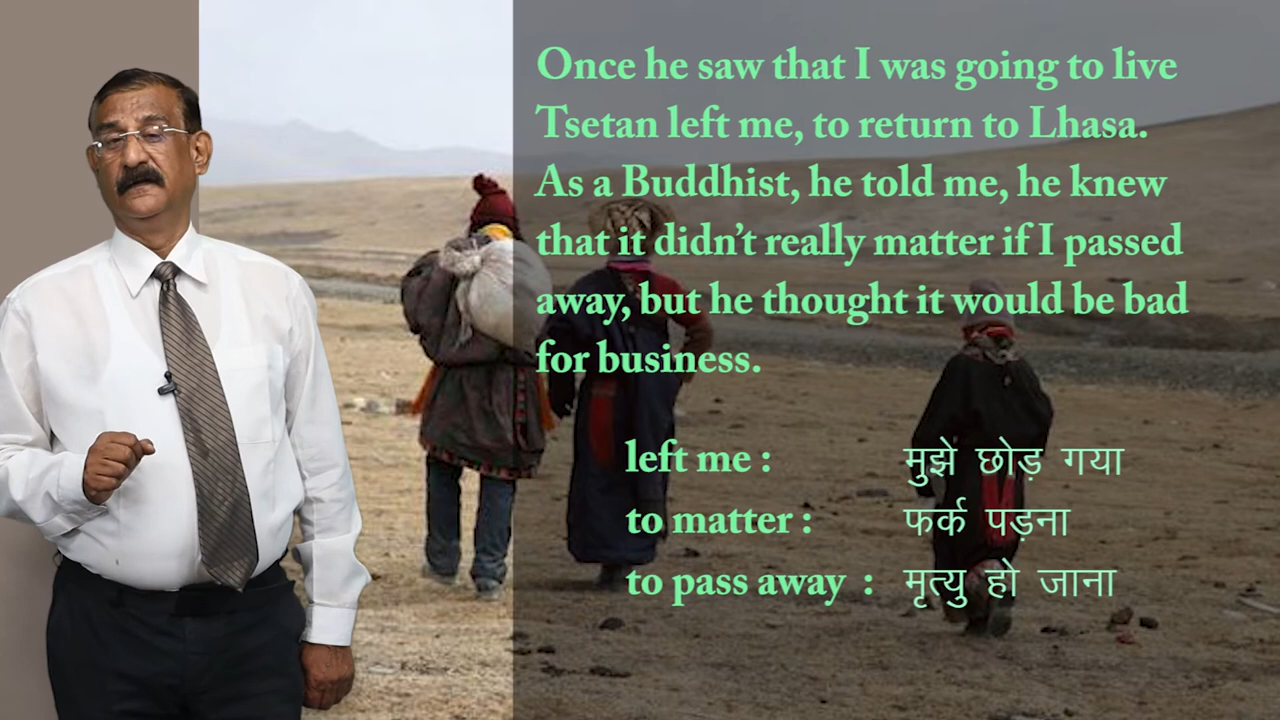 Once he saw that I was going to live
Tsetan left me, to return to Lhasa.
As a Buddhist, he told me, he knew
that it didn’t really matter if I passed
away, but he thought it would be bad
for business.
left me : मुझे छोड़ गया
to matter : फर्क पड़ना
to pass away : मृत्यु हो जाना